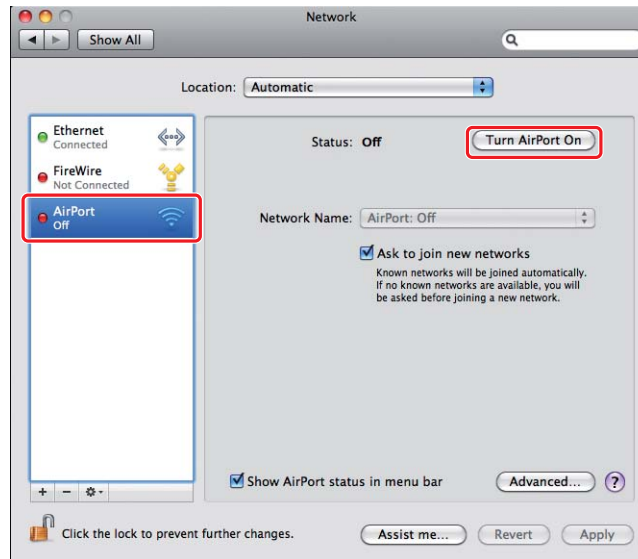 Network
Show All
Location: Automatic
Ethernet
Connected
FireWire
Not Connected
AirPort
Off
Status: Off
Turn AirPort On
Network Name: AirPort: Off
Ask to join new networks
Known networks will be joined automatically.
If no known networks are available, you will
be asked before joining a new network.
Show AirPort status in menu bar
Advanced...
?
+ −
Click the lock to prevent further changes.
Assist me...
Revert
Apply